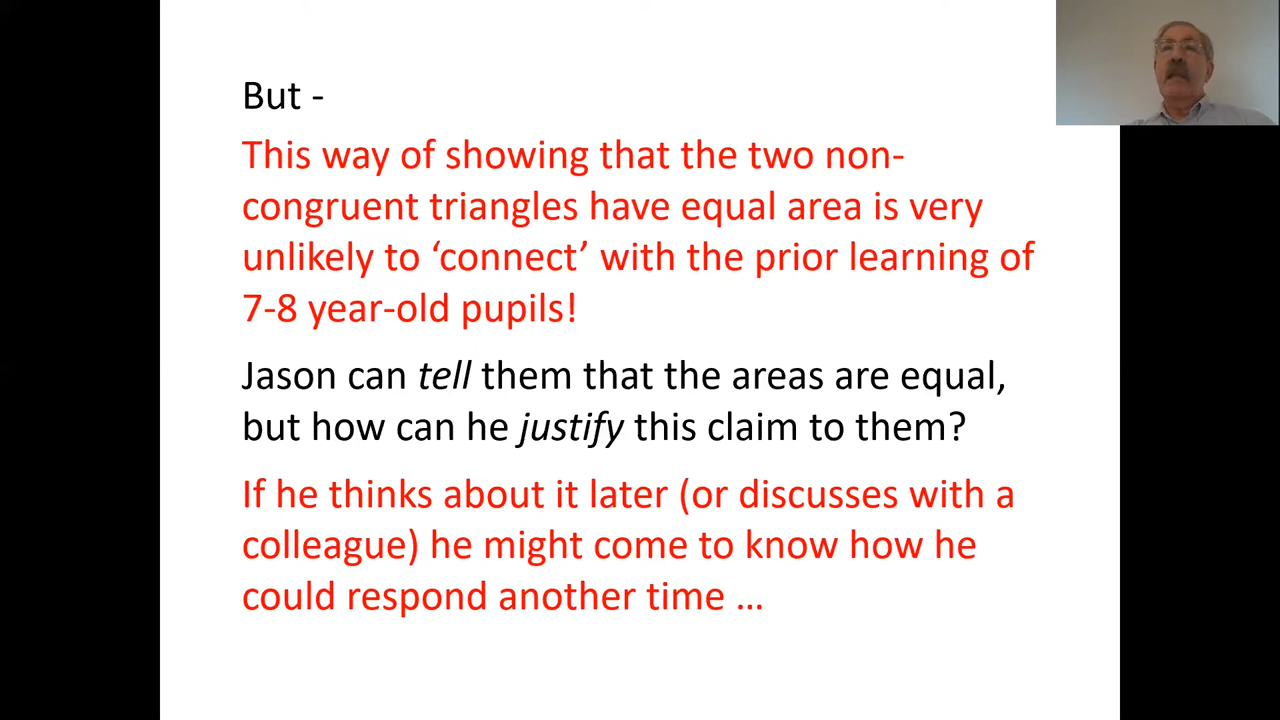 But -
This way of showing that the two non-
congruent triangles have equal area is very
unlikely to ‘connect’ with the prior learning of
7-8 year-old pupils!
Jason can tell them that the areas are equal,
but how can he justify this claim to them?
If he thinks about it later (or discusses with a
colleague) he might come to know how he
could respond another time …